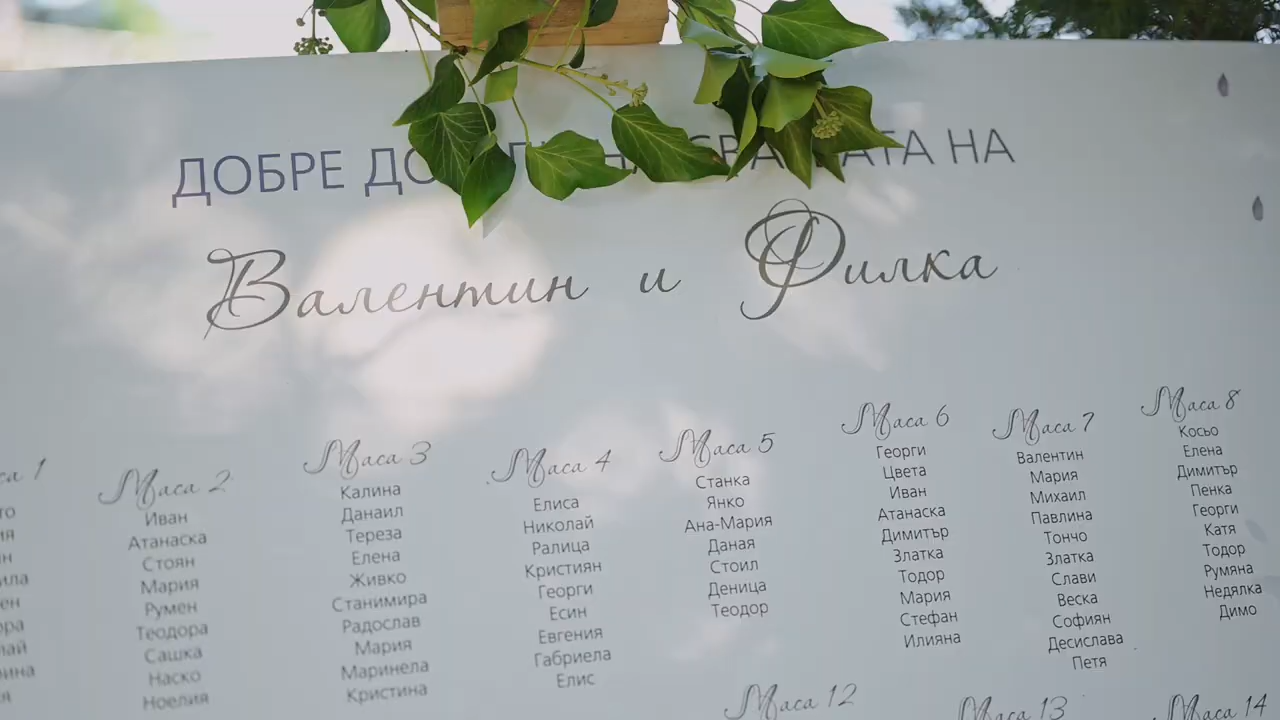 ДОБРЕ НА
Валентин и Филка
Маса 2
Иван
Атанаска
Стоян
Мария
Румен
Теодора
Сашка
Наско
Ноелия
Маса 3
Калина
Данаил
Тереза
Елена
Живко
Станимира
Радослав
Мария
Маринела
Кристина
Маса 4
Елиса
Николай
Ралица
Кристиян
Георги
Есин
Евгения
Габриела
Елис
Маса 5
Станка
Янко
Ана-Мария
Даная
Стоил
Деница
Теодор
Маса 6
Георги
Цвета
Иван
Атанаска
Димитър
Златка
Тодор
Мария
Стефан
Илияна
Маса 7
Валентин
Мария
Михаил
Павлина
Тончо
Златка
Слави
Веска
Софиян
Десислава
Петя
Маса 8
Косьо
Елена
Димитър
Пенка
Георги
Катя
Тодор
Румяна
Недялка
Димо
Маса 12
Маса 13
Маса 14